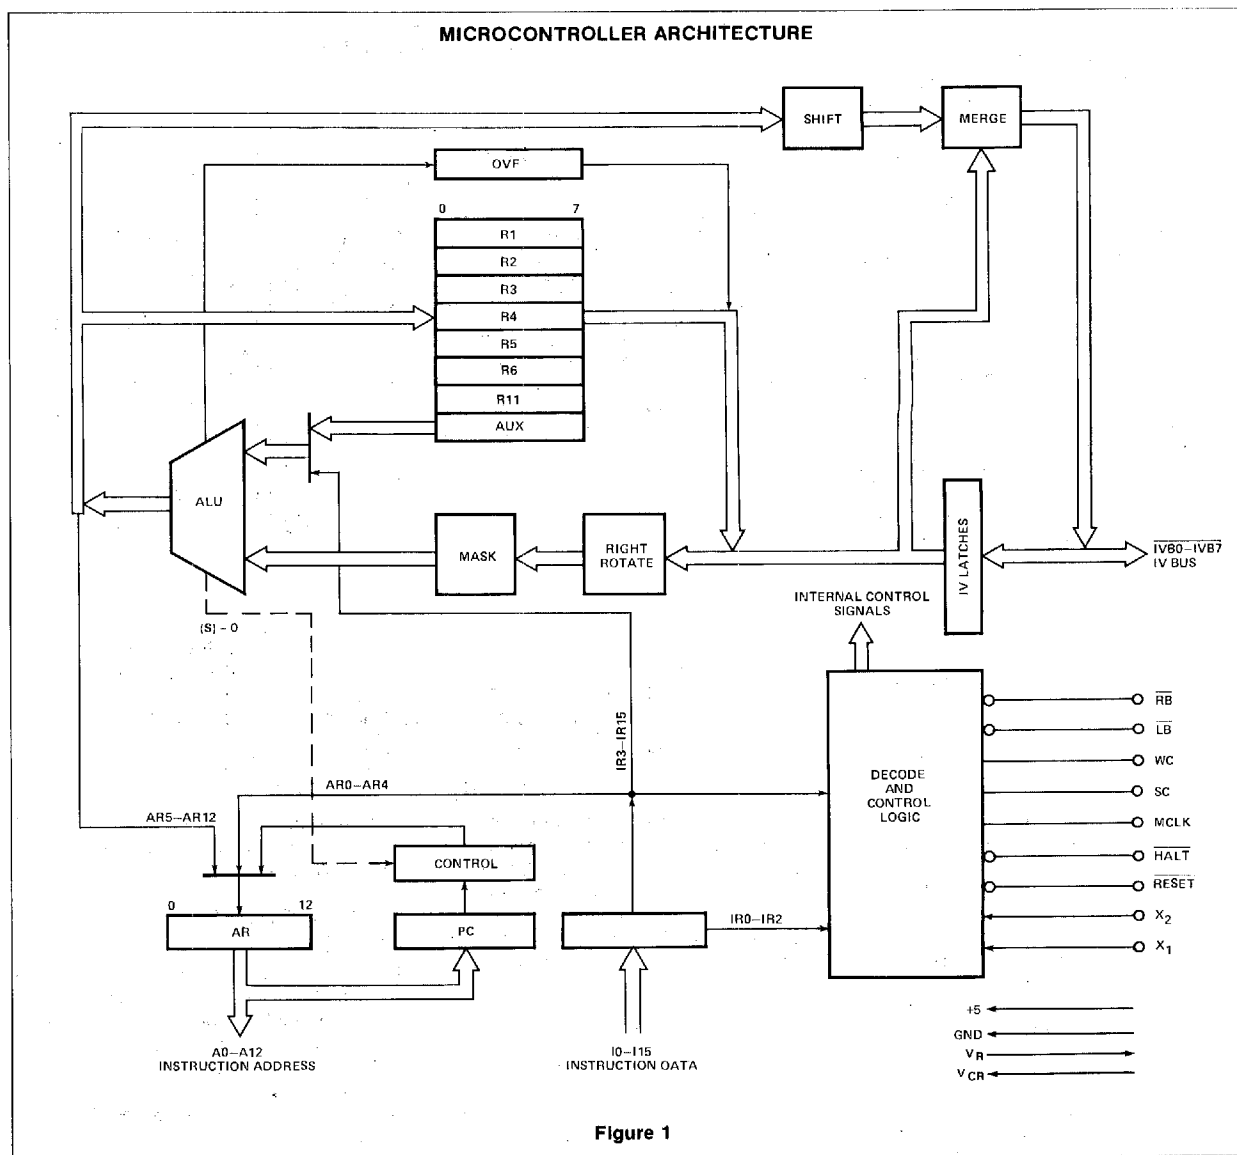 MICROCONTROLLER ARCHITECTURE
SHIFT
MERGE
OVF
0 7
R1
R2
R3
R4
R5
R6
R11
AUX
ALU
MASK
RIGHT
ROTATE
IV LATCHES
IVB0–IVB7
IV BUS
(S) – 0
INTERNAL CONTROL
SIGNALS
IR3–IR15
DECODE
AND
CONTROL
LOGIC
RB
LB
WC
SC
MCLK
HALT
RESET
X2
X1
AR0–AR4
AR5–AR12
CONTROL
0 12
AR
PC
IR0–IR2
A0–A12
INSTRUCTION ADDRESS
I0–I15
INSTRUCTION DATA
+5
GND
VR
VCR
Figure 1